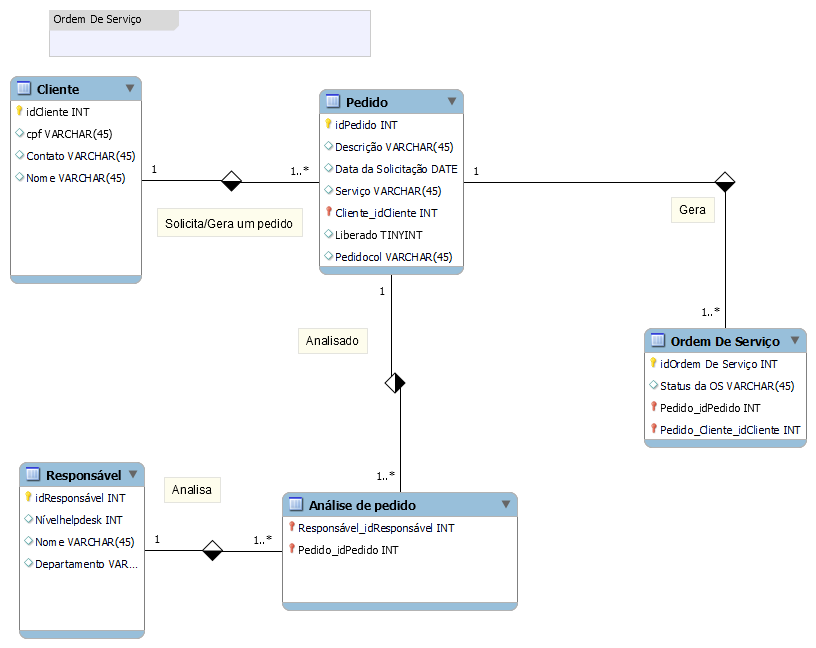 Ordem De Serviço
Cliente
idCliente INT
cpf VARCHAR(45)
Contato VARCHAR(45)
Nome VARCHAR(45)
1
1..*
Solicita/Gera um pedido
Pedido
idPedido INT
Descrição VARCHAR(45)
Data da Solicitação DATE
Serviço VARCHAR(45)
Cliente_idCliente INT
Liberado TINYINT
Pedidocol VARCHAR(45)
1
Gera
1..*
Ordem De Serviço
idOrdem De Serviço INT
Status da OS VARCHAR(45)
Pedido_idPedido INT
Pedido_Cliente_idCliente INT
1
Analisado
1..*
Responsável
idResponsável INT
Nívelhelpdesk INT
Nome VARCHAR(45)
Departamento VAR...
Analisa
1
1..*
Análise de pedido
Responsável_idResponsável INT
Pedido_idPedido INT